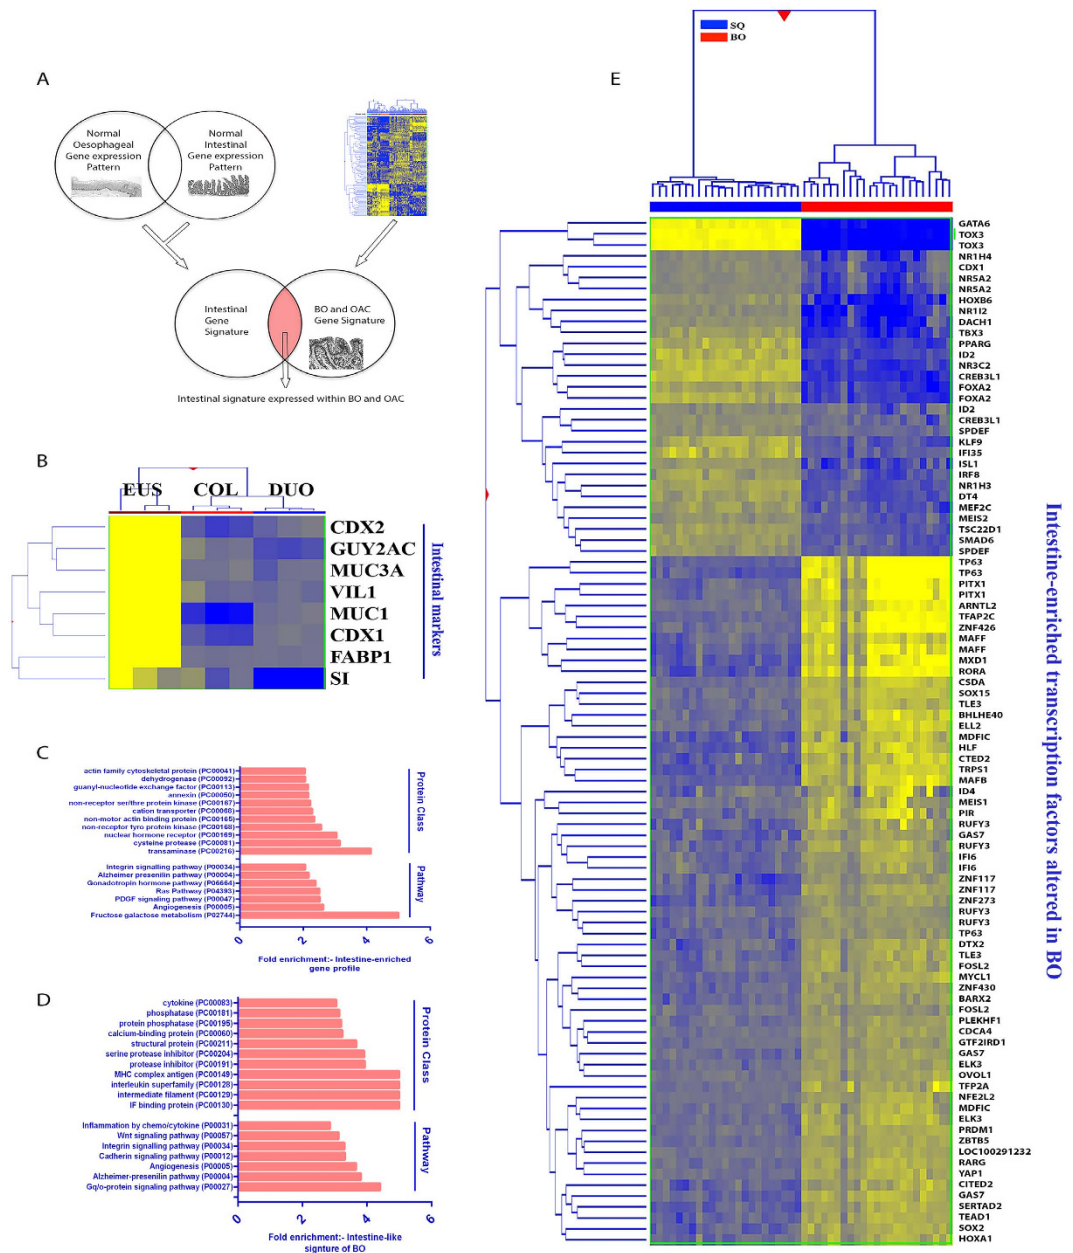 A
Normal
Oesophageal
Gene expression
Pattern
Normal
Intestinal
Gene expression
Pattern
Intestinal
Gene
Signature
BO and OAC
Gene Signature
Intestinal signature expressed within BO and OAC
B
EUS COL DUO
CDX2
GUY2AC
MUC3A
VIL1
MUC1
CDX1
FABP1
SI
Intestinal markers
C
actin family cytoskeletal protein (PC00041)
dehydrogenase (PC00092)
guanyl-nucleotide exchange factor (PC00113)
annexin (PC00050)
non-receptor ser/thre protein kinase (PC00167)
cation transporter (PC00068)
non-motor actin binding protein (PC00165)
non-receptor tyro protein kinase (PC00168)
nuclear hormone receptor (PC00169)
cysteine protease (PC00081)
transaminase (PC00216)
Protein Class
Integrin signalling pathway (P00034)
Alzheimer presenilin pathway (P00004)
Gonadotropin hormone pathway (P06664)
Ras Pathway (P04393)
PDGF signaling pathway (P00047)
Angiogenesis (P00005)
Fructose galactose metabolism (P02744)
Pathway
0 2 4 6
Fold enrichment:- Intestine-enriched
gene profile
D
cytokine (PC00083)
phosphatase (PC00181)
protein phosphatase (PC00195)
calcium-binding protein (PC00060)
structural protein (PC00211)
serine protease inhibitor (PC00204)
protease inhibitor (PC00191)
MHC complex antigen (PC00149)
interleukin superfamily (PC00128)
intermediate filament (PC00129)
IF binding protein (PC00130)
Protein Class
Inflammation by chemo/cytokine (P00031)
Wnt signaling pathway (P00057)
Integrin signalling pathway (P00034)
Cadherin signaling pathway (P00012)
Angiogenesis (P00005)
Alzheimer-presenilin pathway (P00004)
Gq/o-protein signaling pathway (P00027)
Pathway
0 2 4 6
Fold enrichment:- Intestine-like
signture of BO
E
SQ
BO
GATA6
TOX3
TOX3
NR1H4
CDX1
NR5A2
NR5A2
HOXB6
NR1I2
DACH1
TBX3
PPARG
ID2
NR3C2
CREB3L1
FOXA2
FOXA2
ID2
CREB3L1
SPDEF
KLF9
IFI35
ISL1
IRF8
NR1H3
DT4
MEF2C
MEIS2
TSC22D1
SMAD6
SPDEF
TP63
TP63
PITX1
PITX1
ARNTL2
TFAP2C
ZNF426
MAFF
MAFF
MXD1
RORA
CSDA
SOX15
TLE3
BHLHE40
ELL2
MDFIC
HLF
CTED2
TRPS1
MAFB
ID4
MEIS1
PIR
RUFY3
GAS7
RUFY3
IFI6
IFI6
ZNF117
ZNF117
ZNF273
RUFY3
RUFY3
TP63
DTX2
TLE3
FOSL2
MYCL1
ZNF430
BARX2
FOSL2
PLEKHF1
CDCA4
GTF2IRD1
GAS7
ELK3
OVOL1
TFP2A
NFE2L2
MDFIC
ELK3
PRDM1
ZBTB5
LOC100291232
RARG
YAP1
CITED2
GAS7
SERTAD2
TEAD1
SOX2
HOXA1
Intestine-enriched transcription factors altered in BO